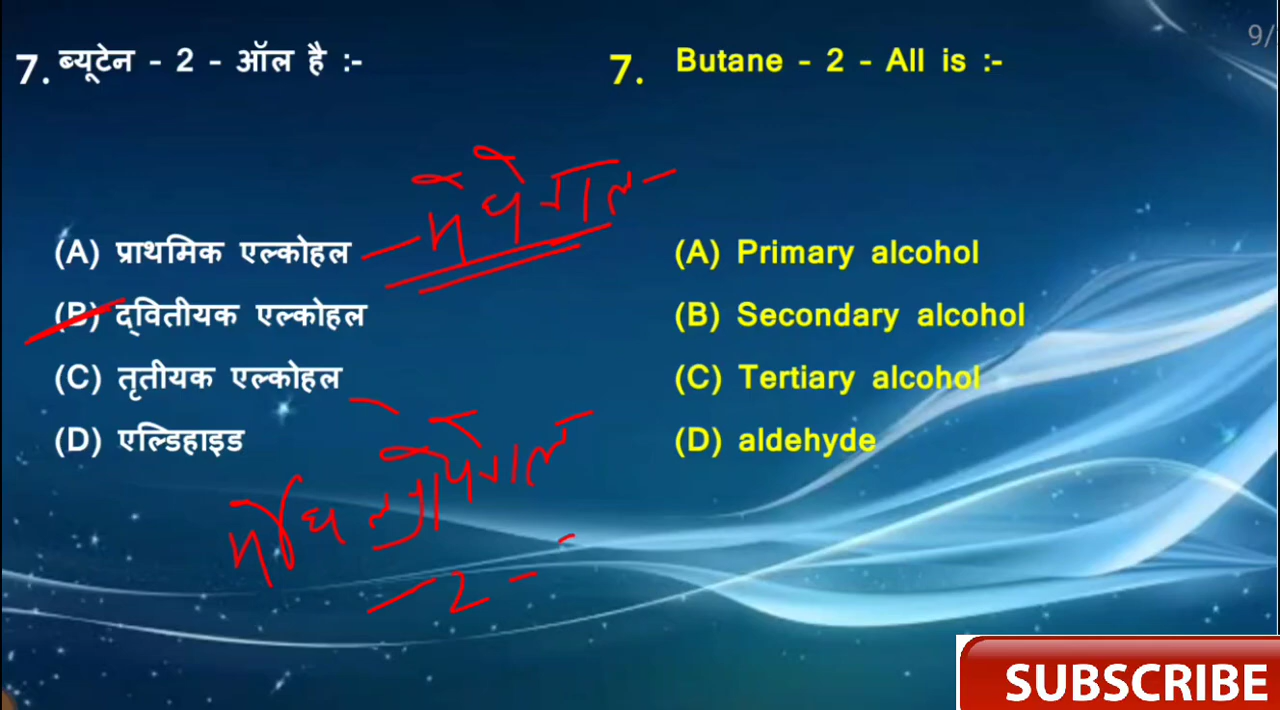 9/
7. ब्यूटेन - 2 - ऑल है :-
7. Butane - 2 - All is :-
(A) प्राथमिक एल्कोहल
(B) द्वितीयक एल्कोहल
(C) तृतीयक एल्कोहल
(D) एल्डिहाइड
(A) Primary alcohol
(B) Secondary alcohol
(C) Tertiary alcohol
(D) aldehyde
- 2 -
SUBSCRIBE